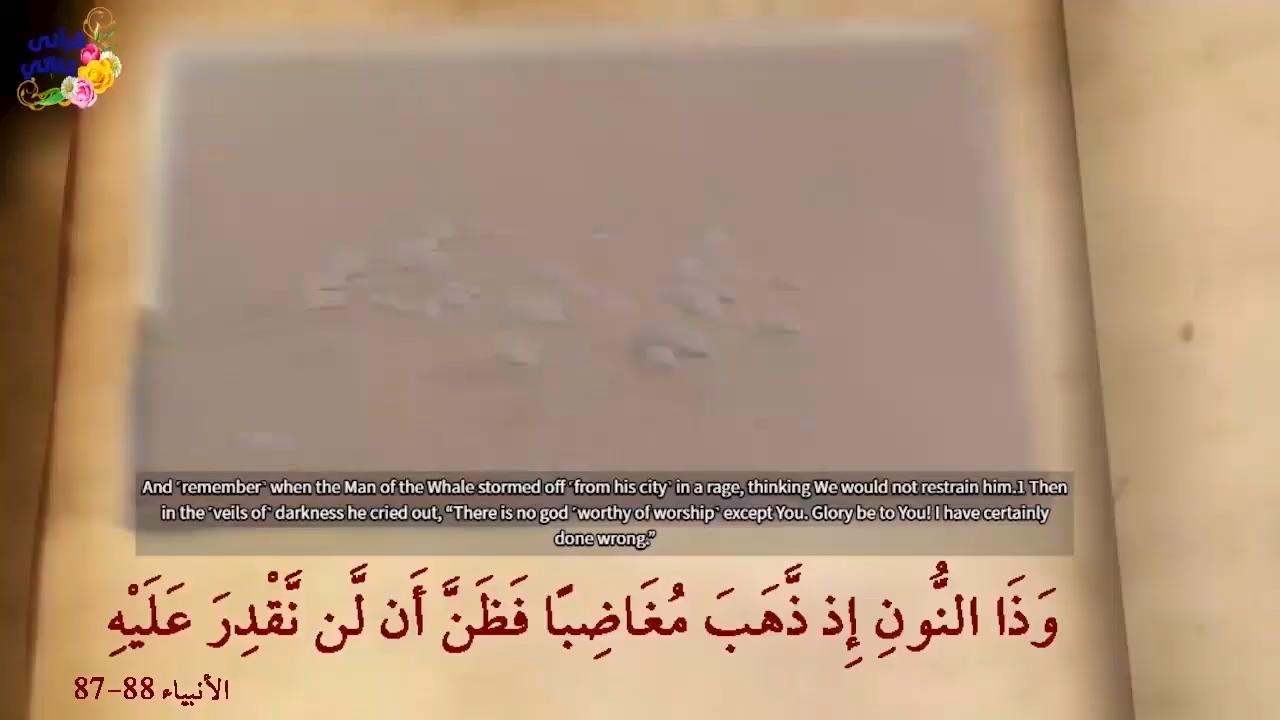 قرآني
جنتي
And ˹remember˺ when the Man of the Whale stormed off ˹from his city˺ in a rage, thinking We would not restrain him.1 Then
in the ˹veils of˺ darkness he cried out, “There is no god ˹worthy of worship˺ except You. Glory be to You! I have certainly
done wrong.”
وَذَا النُّونِ إِذ ذَّهَبَ مُغَاضِبًا فَظَنَّ أَن لَّن نَّقْدِرَ عَلَيْهِ
الأنبياء 88-87